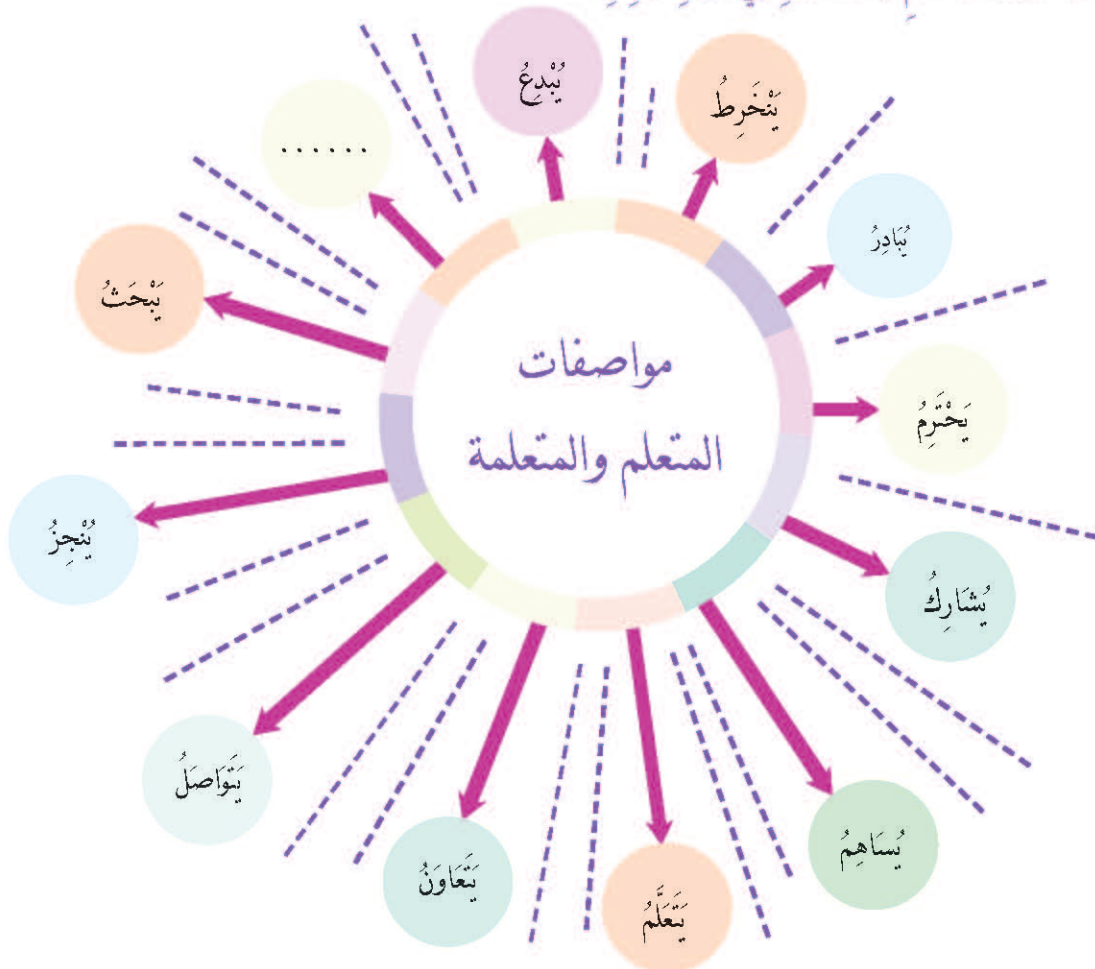 مواصفات
المتعلم والمتعلمة
يُبْدِعُ
يَنْخَرِطُ
يُبَادِرُ
يَحْتَرِمُ
يُشَارِكُ
يُسَاهِمُ
يَتَعَلَّمُ
يَتَعَاوَنُ
يَتَوَاصَلُ
يُنْجِزُ
يَبْحَثُ
......